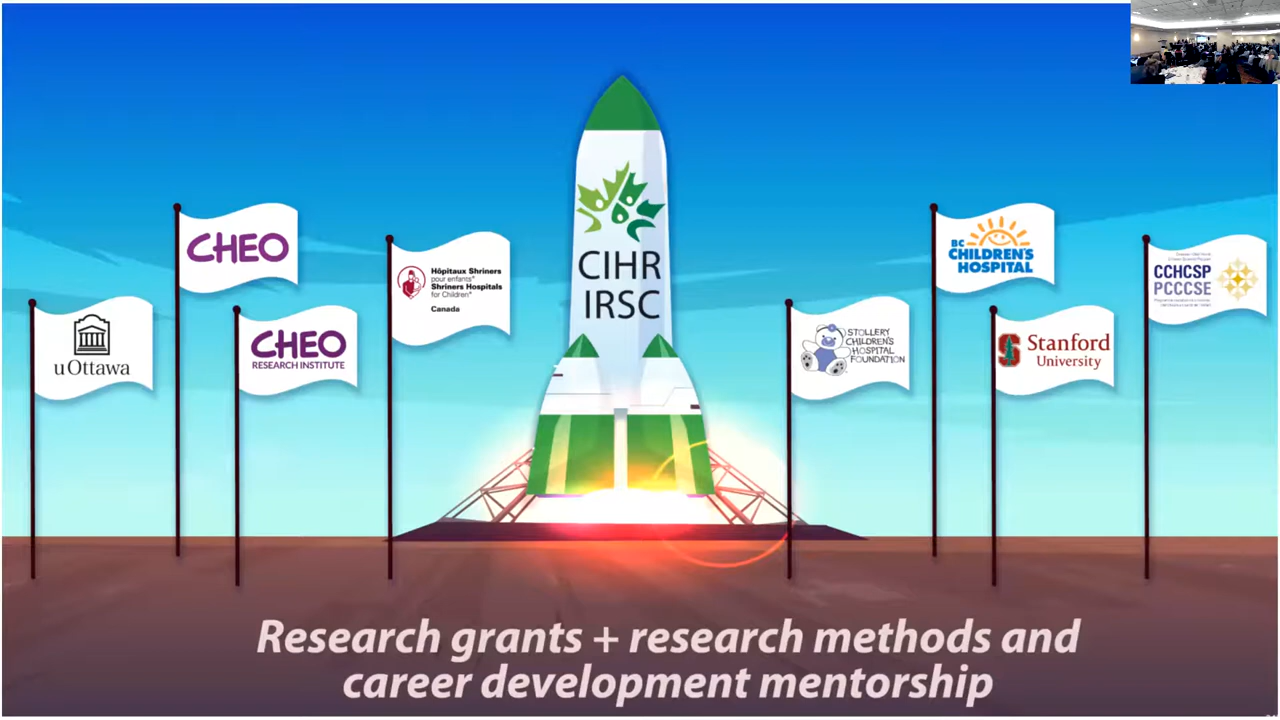 CHEO
uOttawa
CHEO
RESEARCH INSTITUTE
Hôpitaux Shriners
pour enfants®
Shriners Hospitals
for Children®
Canada
CIHR
IRSC
STOLLERY
CHILDREN'S
HOSPITAL
FOUNDATION
BC
CHILDREN'S
HOSPITAL
Stanford
University
CCHCSP
PCCCSE
Research grants + research methods and
career development mentorship